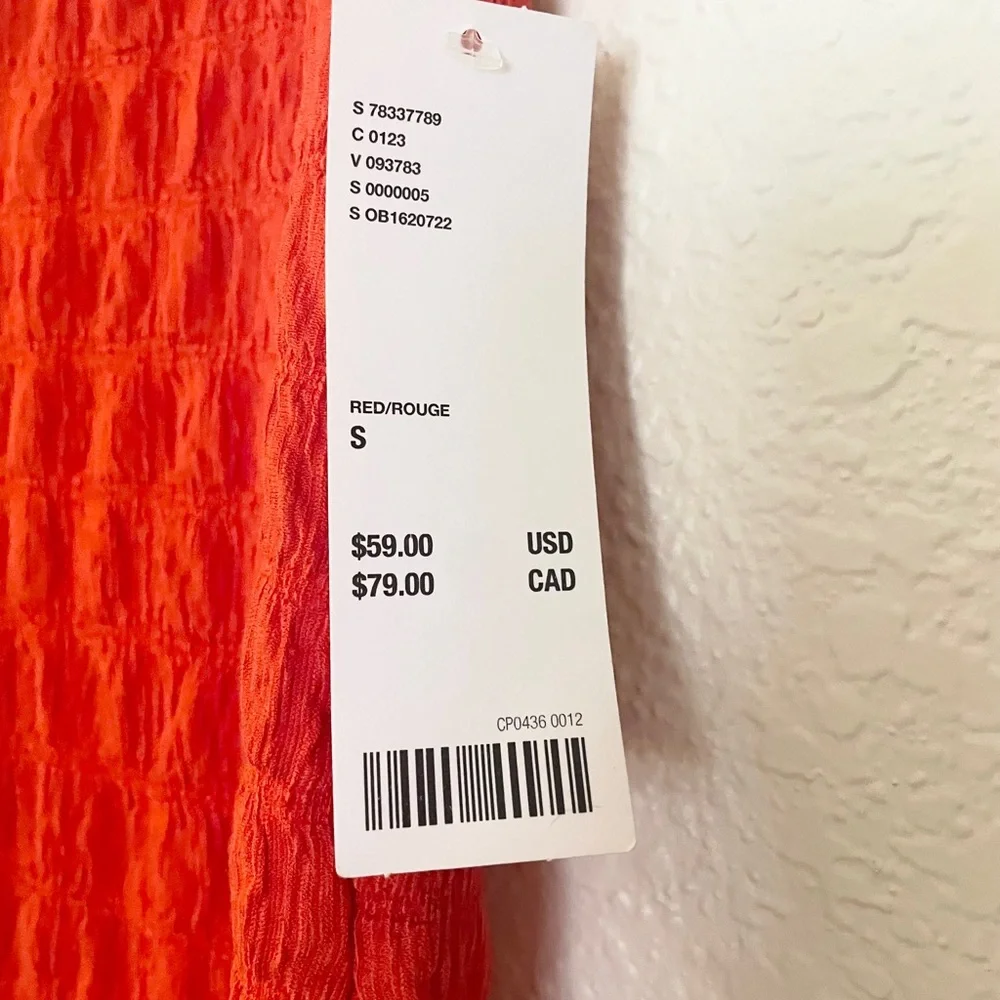 S 78337789
C 0123
V 093783
S 0000005
S OB1620722
RED/ROUGE
S
$59.00 USD
$79.00 CAD
CP0436 0012